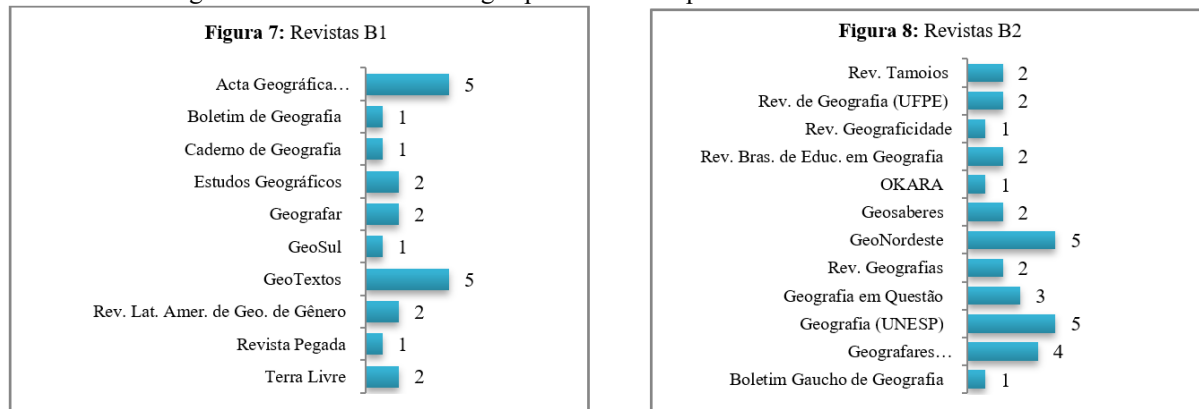 Figura 7: Revistas B1
Acta Geográfica… 5
Boletim de Geografia 1
Caderno de Geografia 1
Estudos Geográficos 2
Geografar 2
GeoSul 1
GeoTextos 5
Rev. Lat. Amer. de Geo. de Gênero 2
Revista Pegada 1
Terra Livre 2
Figura 8: Revistas B2
Rev. Tamoios 2
Rev. de Geografia (UFPE) 2
Rev. Geograficidade 1
Rev. Bras. de Educ. em Geografia 2
OKARA 1
Geosaberes 2
GeoNordeste 5
Rev. Geografias 2
Geografia em Questão 3
Geografia (UNESP) 5
Geografares… 4
Boletim Gaucho de Geografia 1